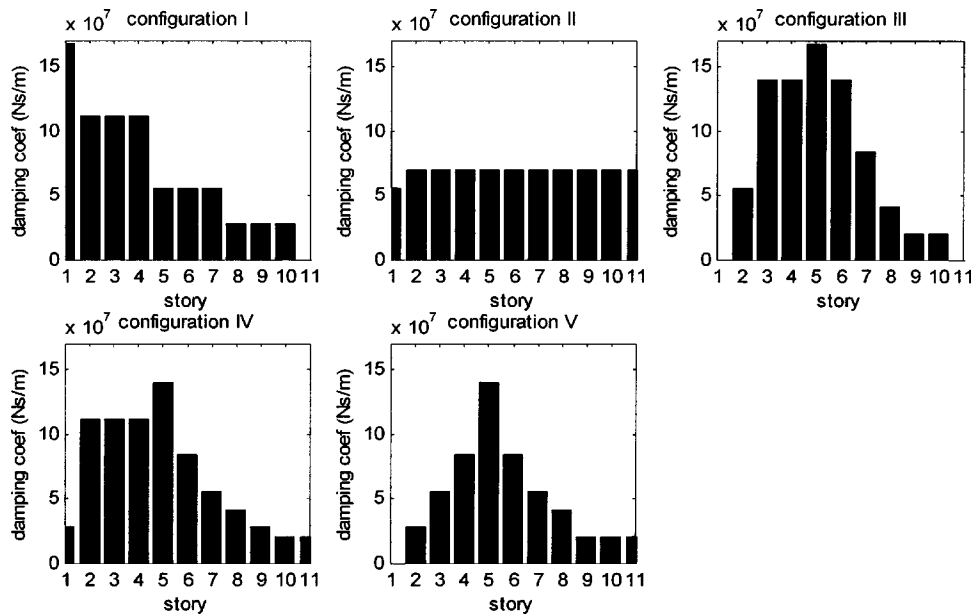 x 10^7 configuration I
15
10
5
0
damping coef (Ns/m)
1 2 3 4 5 6 7 8 9 10 11
story
x 10^7 configuration II
15
10
5
0
damping coef (Ns/m)
1 2 3 4 5 6 7 8 9 10 11
story
x 10^7 configuration III
15
10
5
0
damping coef (Ns/m)
1 2 3 4 5 6 7 8 9 10 11
story
x 10^7 configuration IV
15
10
5
0
damping coef (Ns/m)
1 2 3 4 5 6 7 8 9 10 11
story
x 10^7 configuration V
15
10
5
0
damping coef (Ns/m)
1 2 3 4 5 6 7 8 9 10 11
story